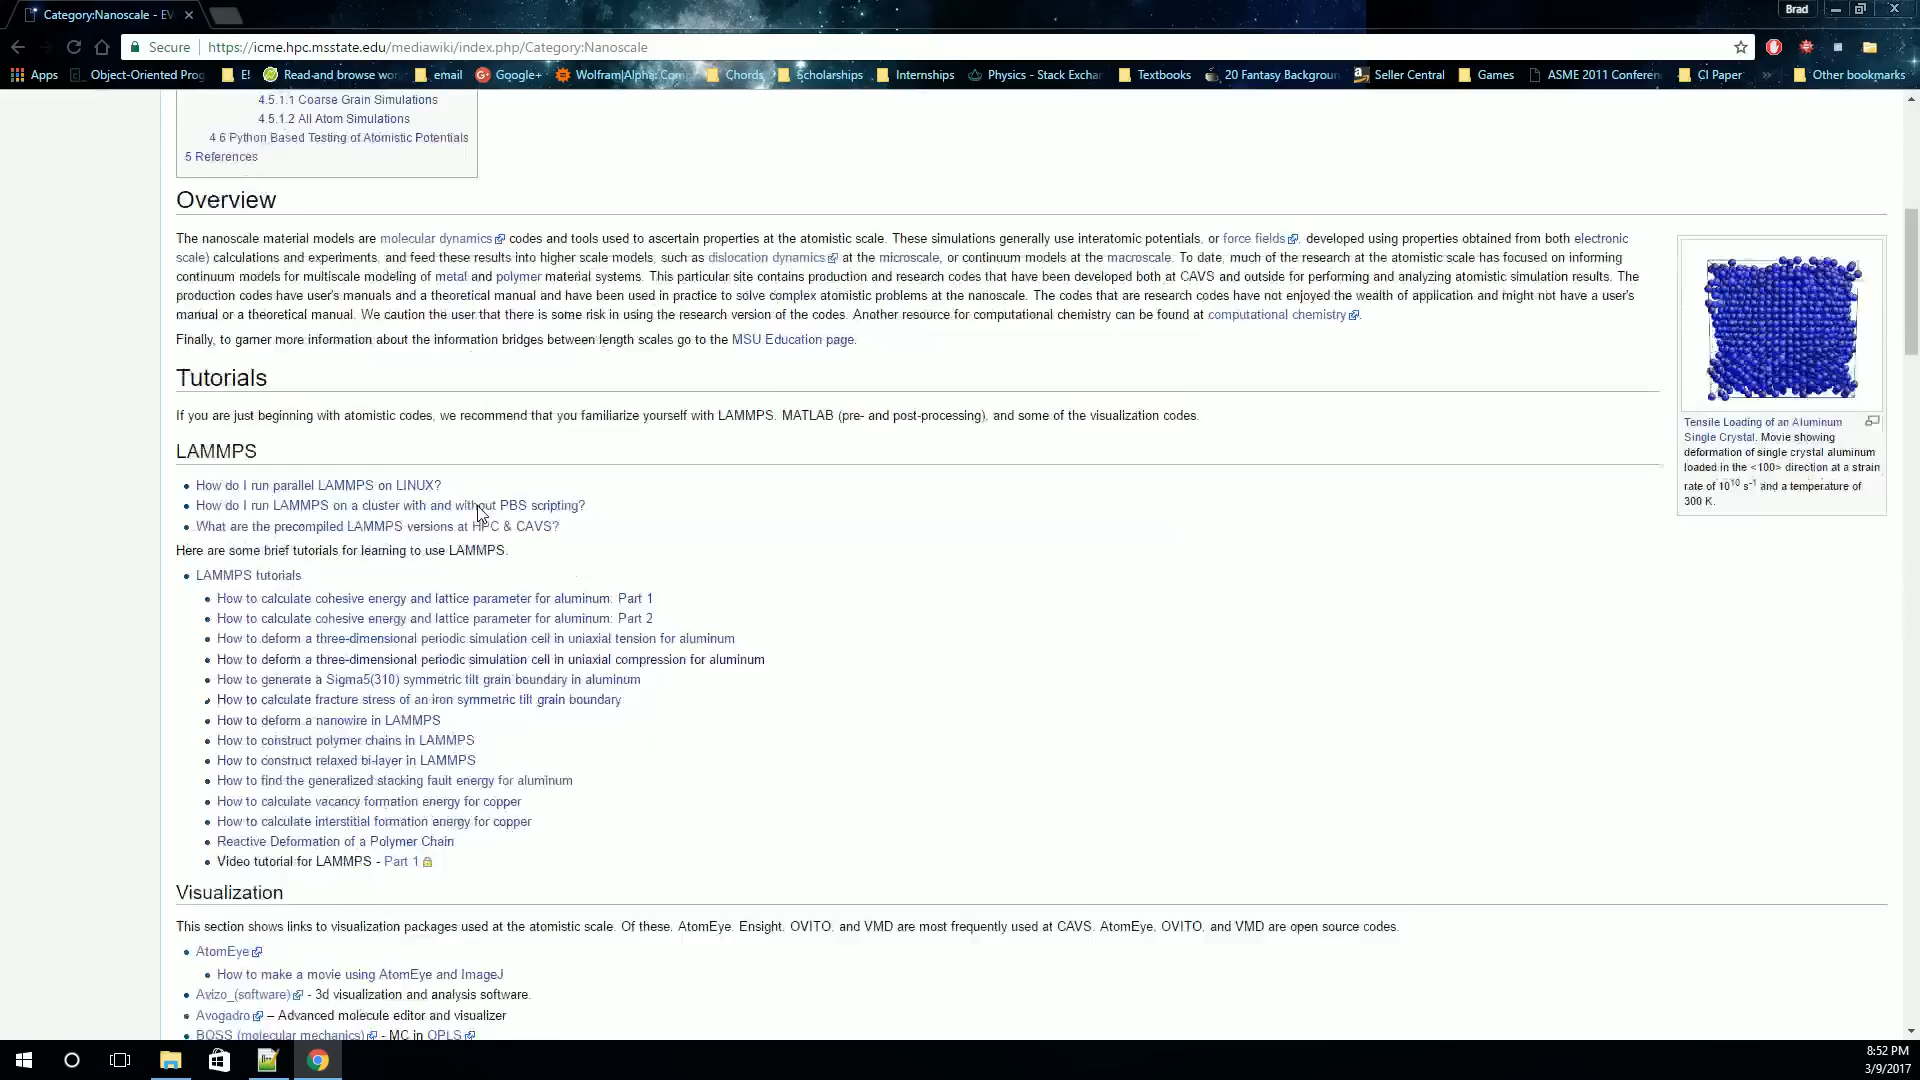 Category:Nanoscale - EV
Brad
Secure
https://icme.hpc.msstate.edu/mediawiki/index.php/Category:Nanoscale
Apps Object-Oriented Prog E! Read-and browse wor email Google+ Wolfram|Alpha: Comp Chords Scholarships Internships Physics - Stack Exchan Textbooks 20 Fantasy Backgroun Seller Central Games ASME 2011 Conferen CI Paper » Other bookmarks
4.5.1.1 Coarse Grain Simulations
4.5.1.2 All Atom Simulations
4.6 Python Based Testing of Atomistic Potentials
5 References
Overview
The nanoscale material models are molecular dynamics codes and tools used to ascertain properties at the atomistic scale. These simulations generally use interatomic potentials, or force fields, developed using properties obtained from both electronic
scale) calculations and experiments, and feed these results into higher scale models, such as dislocation dynamics at the microscale, or continuum models at the macroscale. To date, much of the research at the atomistic scale has focused on informing
continuum models for multiscale modeling of metal and polymer material systems. This particular site contains production and research codes that have been developed both at CAVS and outside for performing and analyzing atomistic simulation results. The
production codes have user's manuals and a theoretical manual and have been used in practice to solve complex atomistic problems at the nanoscale. The codes that are research codes have not enjoyed the wealth of application and might not have a user's
manual or a theoretical manual. We caution the user that there is some risk in using the research version of the codes. Another resource for computational chemistry can be found at computational chemistry.
Finally, to garner more information about the information bridges between length scales go to the MSU Education page.
Tensile Loading of an Aluminum
Single Crystal. Movie showing
deformation of single crystal aluminum
loaded in the <100> direction at a strain
rate of 10¹⁰ s⁻¹ and a temperature of
300 K.
Tutorials
If you are just beginning with atomistic codes, we recommend that you familiarize yourself with LAMMPS. MATLAB (pre- and post-processing), and some of the visualization codes.
LAMMPS
How do I run parallel LAMMPS on LINUX?
How do I run LAMMPS on a cluster with and without PBS scripting?
What are the precompiled LAMMPS versions at HPC & CAVS?
Here are some brief tutorials for learning to use LAMMPS.
LAMMPS tutorials
How to calculate cohesive energy and lattice parameter for aluminum: Part 1
How to calculate cohesive energy and lattice parameter for aluminum: Part 2
How to deform a three-dimensional periodic simulation cell in uniaxial tension for aluminum
How to deform a three-dimensional periodic simulation cell in uniaxial compression for aluminum
How to generate a Sigma5(310) symmetric tilt grain boundary in aluminum
How to calculate fracture stress of an iron symmetric tilt grain boundary
How to deform a nanowire in LAMMPS
How to construct polymer chains in LAMMPS
How to construct relaxed bi-layer in LAMMPS
How to find the generalized stacking fault energy for aluminum
How to calculate vacancy formation energy for copper
How to calculate interstitial formation energy for copper
Reactive Deformation of a Polymer Chain
Video tutorial for LAMMPS - Part 1
Visualization
This section shows links to visualization packages used at the atomistic scale. Of these, AtomEye. Ensight. OVITO, and VMD are most frequently used at CAVS. AtomEye. OVITO, and VMD are open source codes.
AtomEye
How to make a movie using AtomEye and ImageJ
Avizo_(software) - 3d visualization and analysis software.
Avogadro – Advanced molecule editor and visualizer
BOSS (molecular mechanics) - MC in OPLS
8:52 PM
3/9/2017